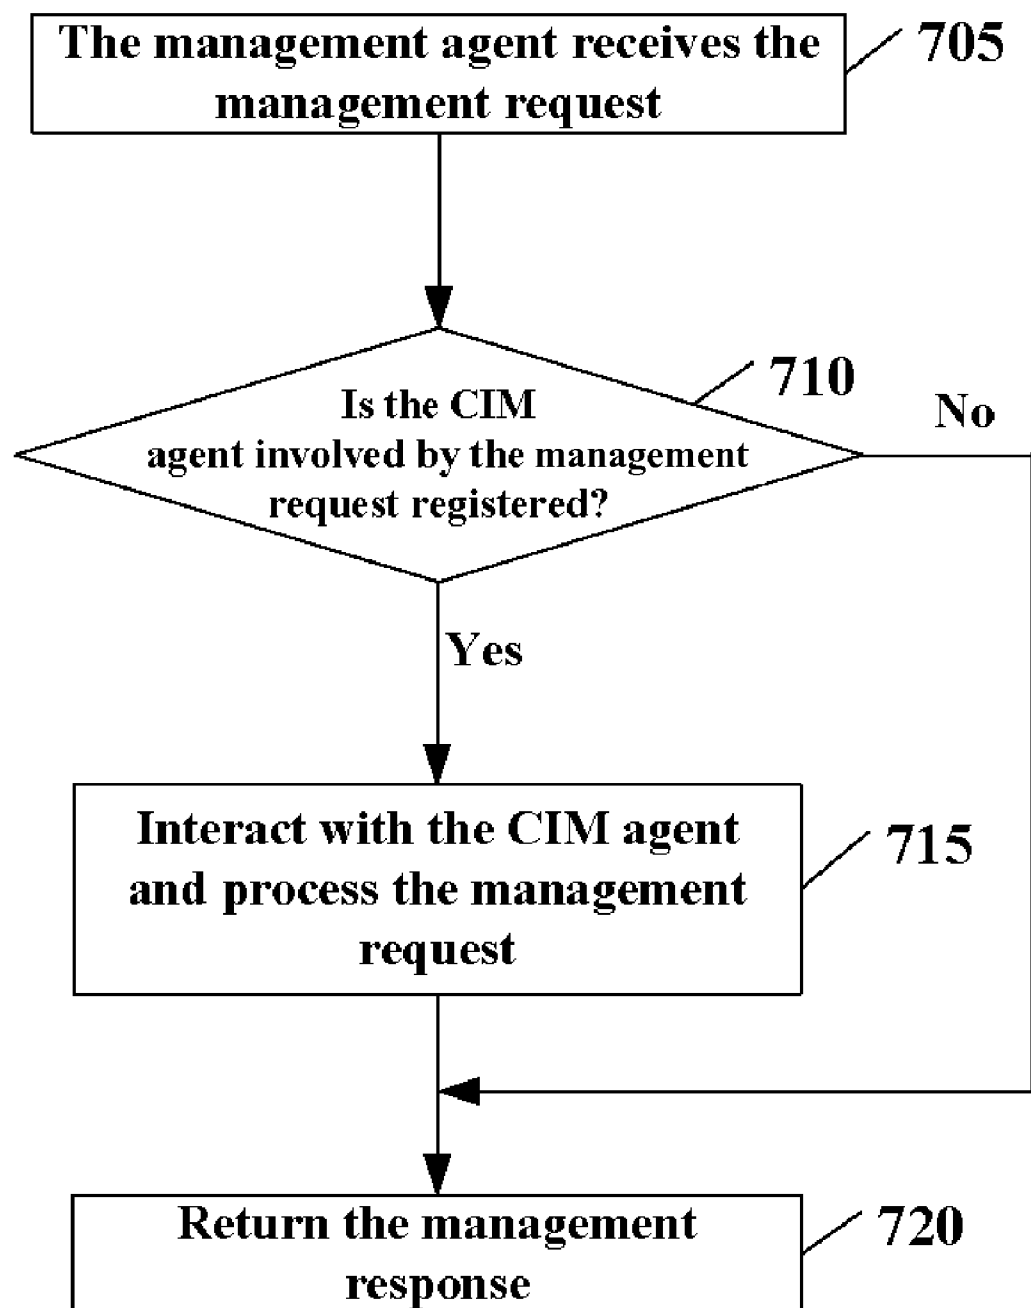 The management agent receives the
management request
705
710
Is the CIM
agent involved by the management
request registered?
No
Yes
Interact with the CIM agent
and process the management
request
715
Return the management
response
720